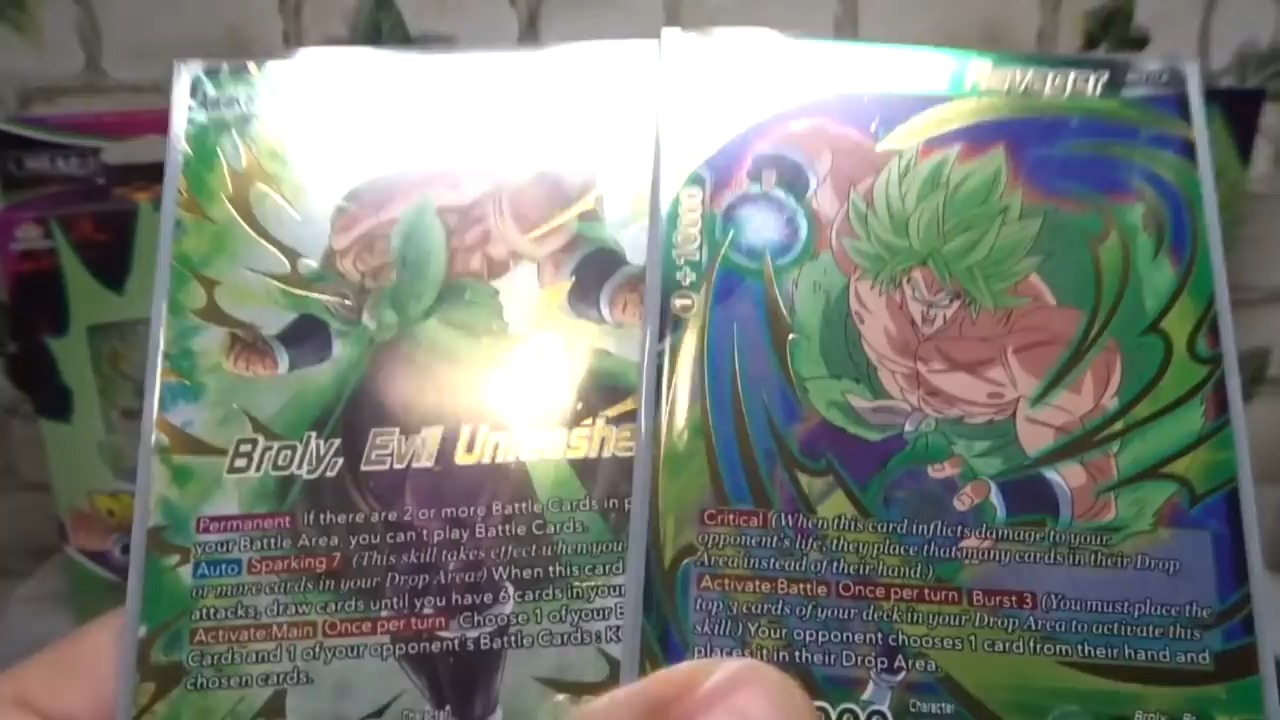 Broly, Evil Unleashe
Permanent If there are 2 or more Battle Cards in
your Battle Area, you can't play Battle Cards.
Auto Sparking 7 (This skill takes effect when you
or more cards in your Drop Area.) When this card
attacks, draw cards until you have 6 cards in your
Activate:Main Once per turn Choose 1 of your
Cards and 1 of your opponent's Battle Cards : K
chosen cards.
Character
1 +10000
Critical (When this card inflicts damage to your
opponent's life, they place that many cards in their Drop
Area instead of their hand.)
Activate:Battle Once per turn Burst 3 (You must place the
top 3 cards of your deck in your Drop Area to activate this
skill.) Your opponent chooses 1 card from their hand and
places it in their Drop Area.
Character